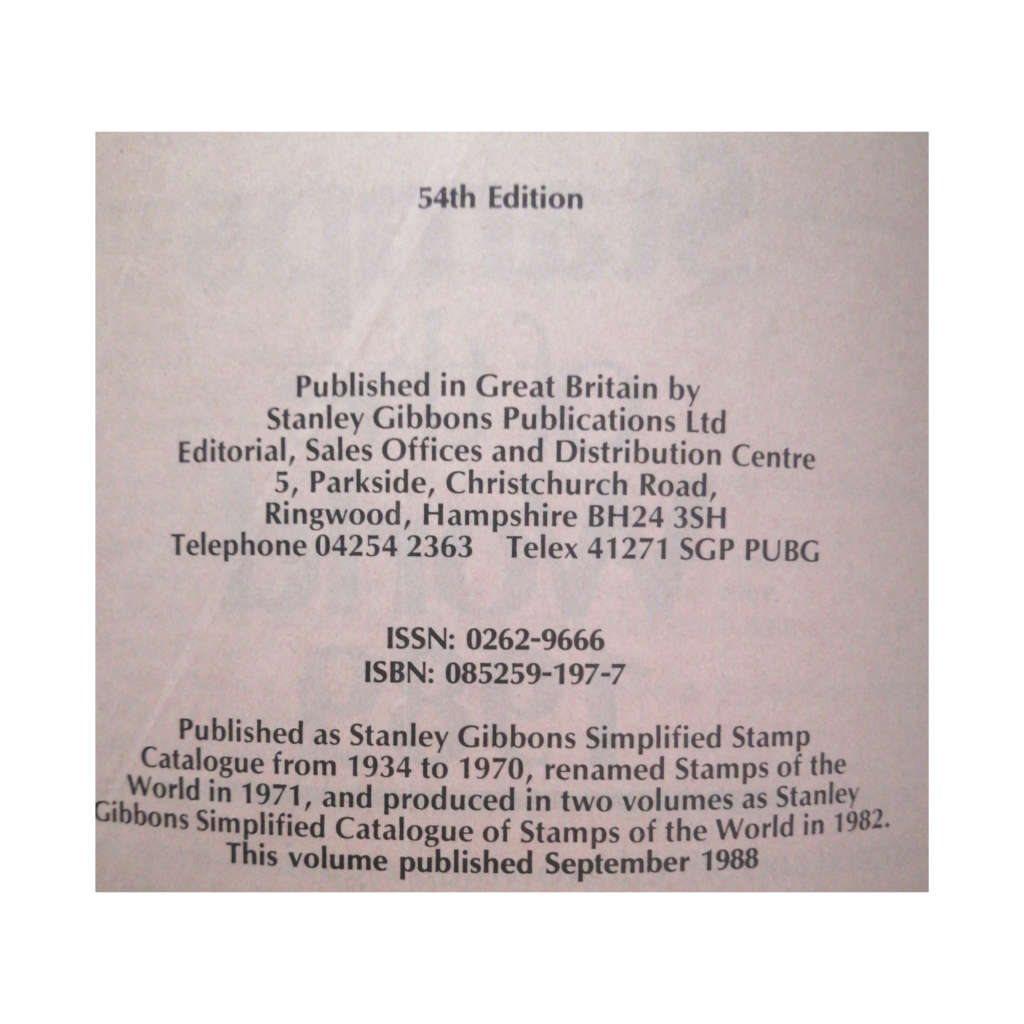 54th Edition
Published in Great Britain by
Stanley Gibbons Publications Ltd
Editorial, Sales Offices and Distribution Centre
5, Parkside, Christchurch Road,
Ringwood, Hampshire BH24 3SH
Telephone 04254 2363 Telex 41271 SGP PUBG
ISSN: 0262-9666
ISBN: 085259-197-7
Published as Stanley Gibbons Simplified Stamp
Catalogue from 1934 to 1970, renamed Stamps of the
World in 1971, and produced in two volumes as Stanley
Gibbons Simplified Catalogue of Stamps of the World in 1982.
This volume published September 1988